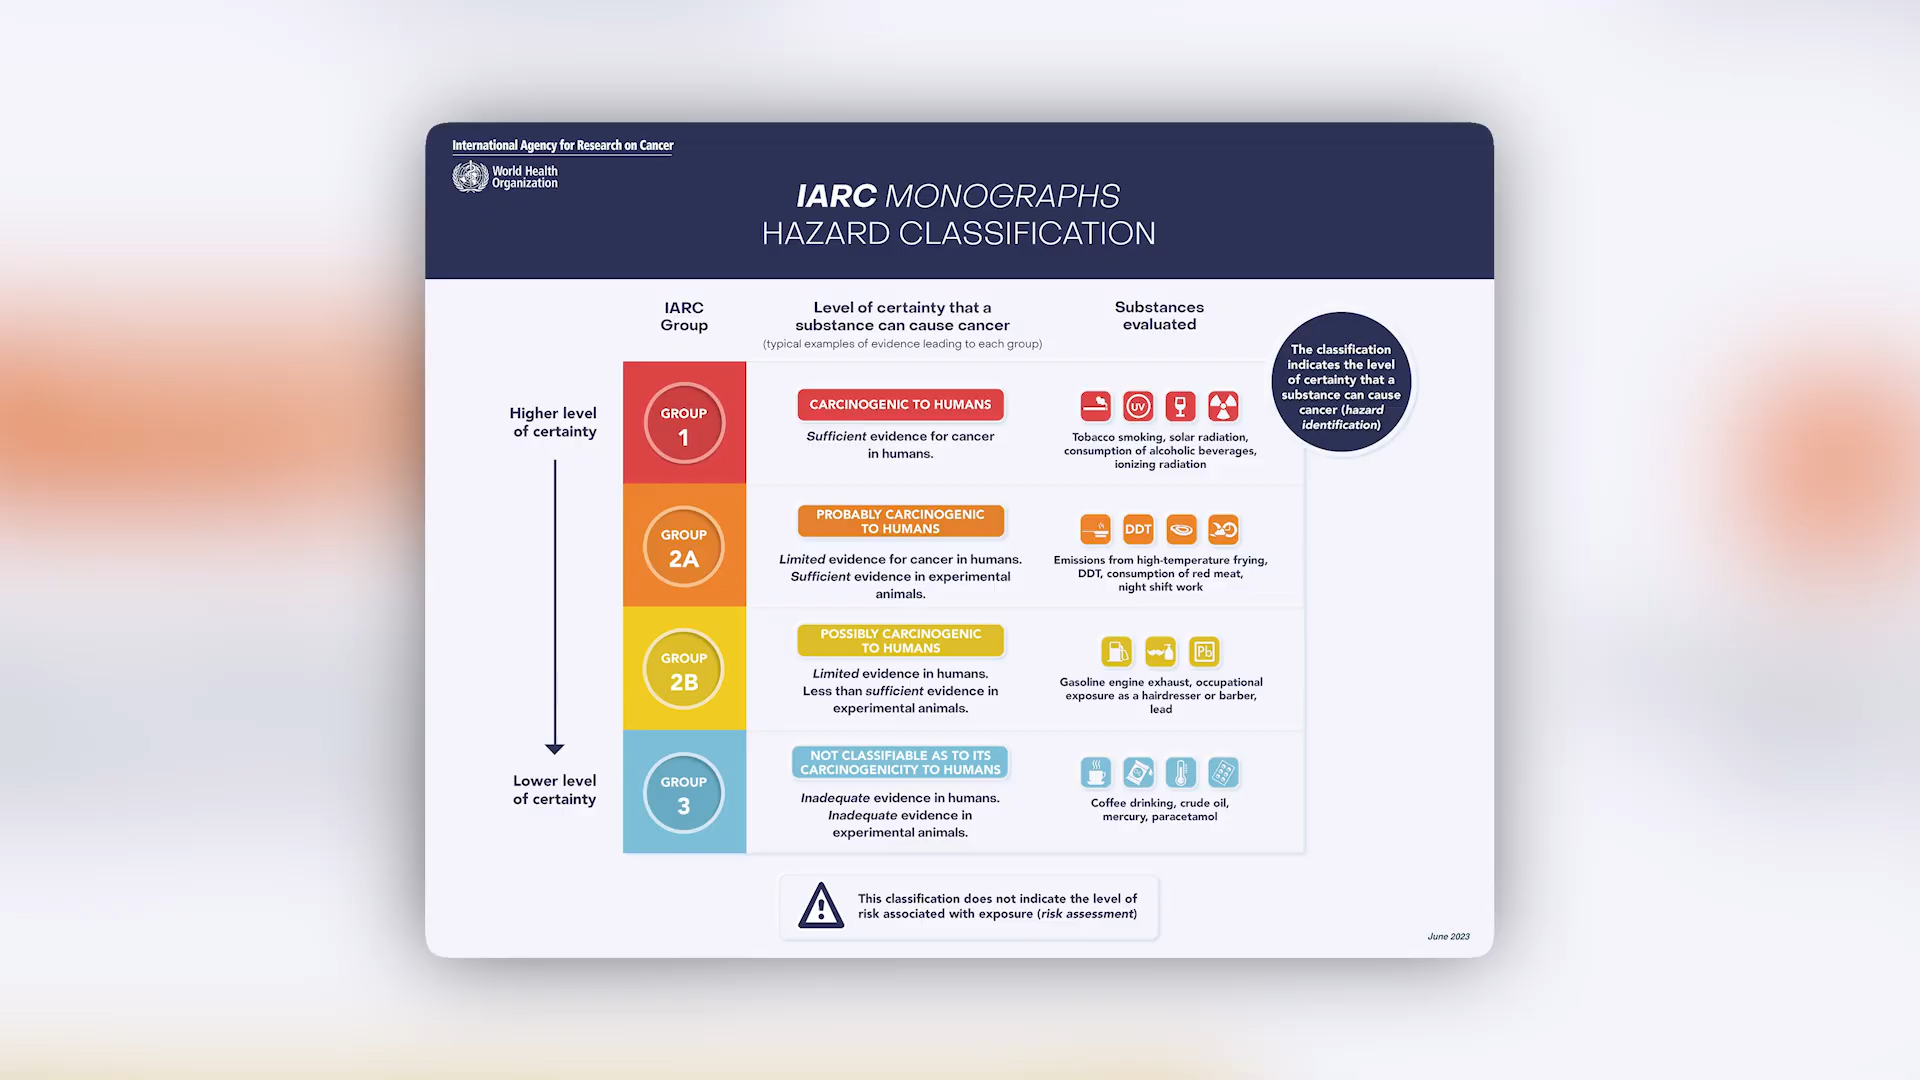 International Agency for Research on Cancer
World Health
Organization
IARC MONOGRAPHS
HAZARD CLASSIFICATION
IARC
Group
Level of certainty that a
substance can cause cancer
(typical examples of evidence leading to each group)
Substances
evaluated
The classification
indicates the level
of certainty that a
substance can cause
cancer (hazard
identification)
Higher level
of certainty
GROUP
1
CARCINOGENIC TO HUMANS
Sufficient evidence for cancer
in humans.
UV
Tobacco smoking, solar radiation,
consumption of alcoholic beverages,
ionizing radiation
GROUP
2A
PROBABLY CARCINOGENIC
TO HUMANS
Limited evidence for cancer in humans.
Sufficient evidence in experimental
animals.
DDT
Emissions from high-temperature frying,
DDT, consumption of red meat,
night shift work
GROUP
2B
POSSIBLY CARCINOGENIC
TO HUMANS
Limited evidence in humans.
Less than sufficient evidence in
experimental animals.
Pb
Gasoline engine exhaust, occupational
exposure as a hairdresser or barber,
lead
Lower level
of certainty
GROUP
3
NOT CLASSIFIABLE AS TO ITS
CARCINOGENICITY TO HUMANS
Inadequate evidence in humans.
Inadequate evidence in
experimental animals.
Coffee drinking, crude oil,
mercury, paracetamol
This classification does not indicate the level of
risk associated with exposure (risk assessment)
June 2023